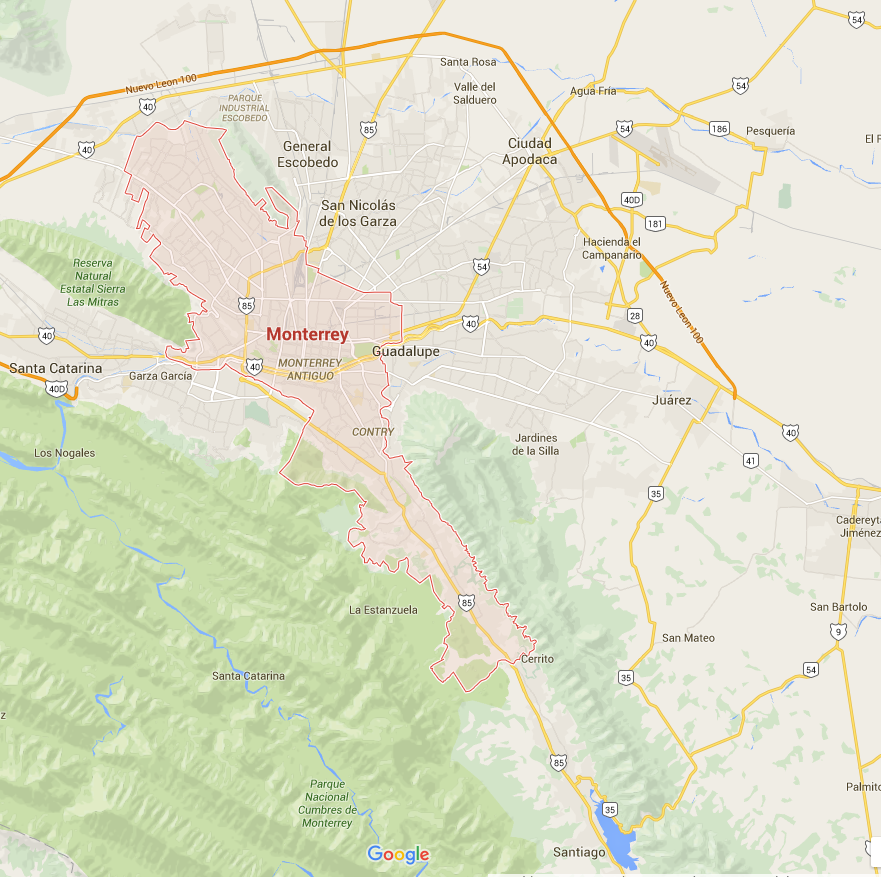 54
Santa Rosa
Nuevo Leon 100
40
Valle del
Salduero
Agua Fria
54
PARQUE
INDUSTRIAL
ESCOBEDO
85
54
186
Pesquería
40
General
Escobedo
Ciudad
Apodaca
San Nicolás
de los Garza
40D
181
Hacienda el
Campanario
Reserva
Natural
Estatal Sierra
Las Mitras
54
Nuevo Leon 100
85
28
40
Monterrey
40
40
Guadalupe
MONTERREY
ANTIGUO
40
Santa Catarina
Garza García
40D
Juárez
CONTRY
40
Jardines
de la Silla
Los Nogales
41
35
Cadereyta
Jiménez
85
La Estanzuela
San Bartolo
9
San Mateo
Cerrito
54
35
Santa Catarina
z
85
Parque
Nacional
Cumbres de
Monterrey
Palmito
35
Google
Santiago